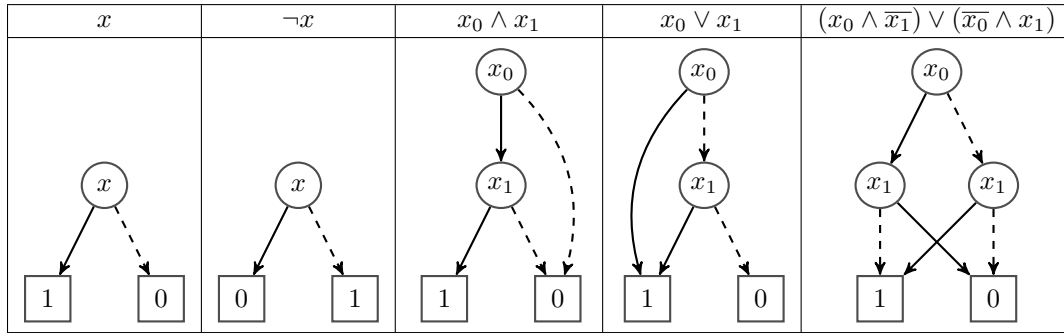 x ¬x x₀ ∧ x₁ x₀ ∨ x₁ (x₀ ∧ x̅₁) ∨ (x̅₀ ∧ x₁)
x₀ x₀ x₀
x x x₁ x₁ x₁ x₁
1 0 0 1 1 0 1 0 1 0